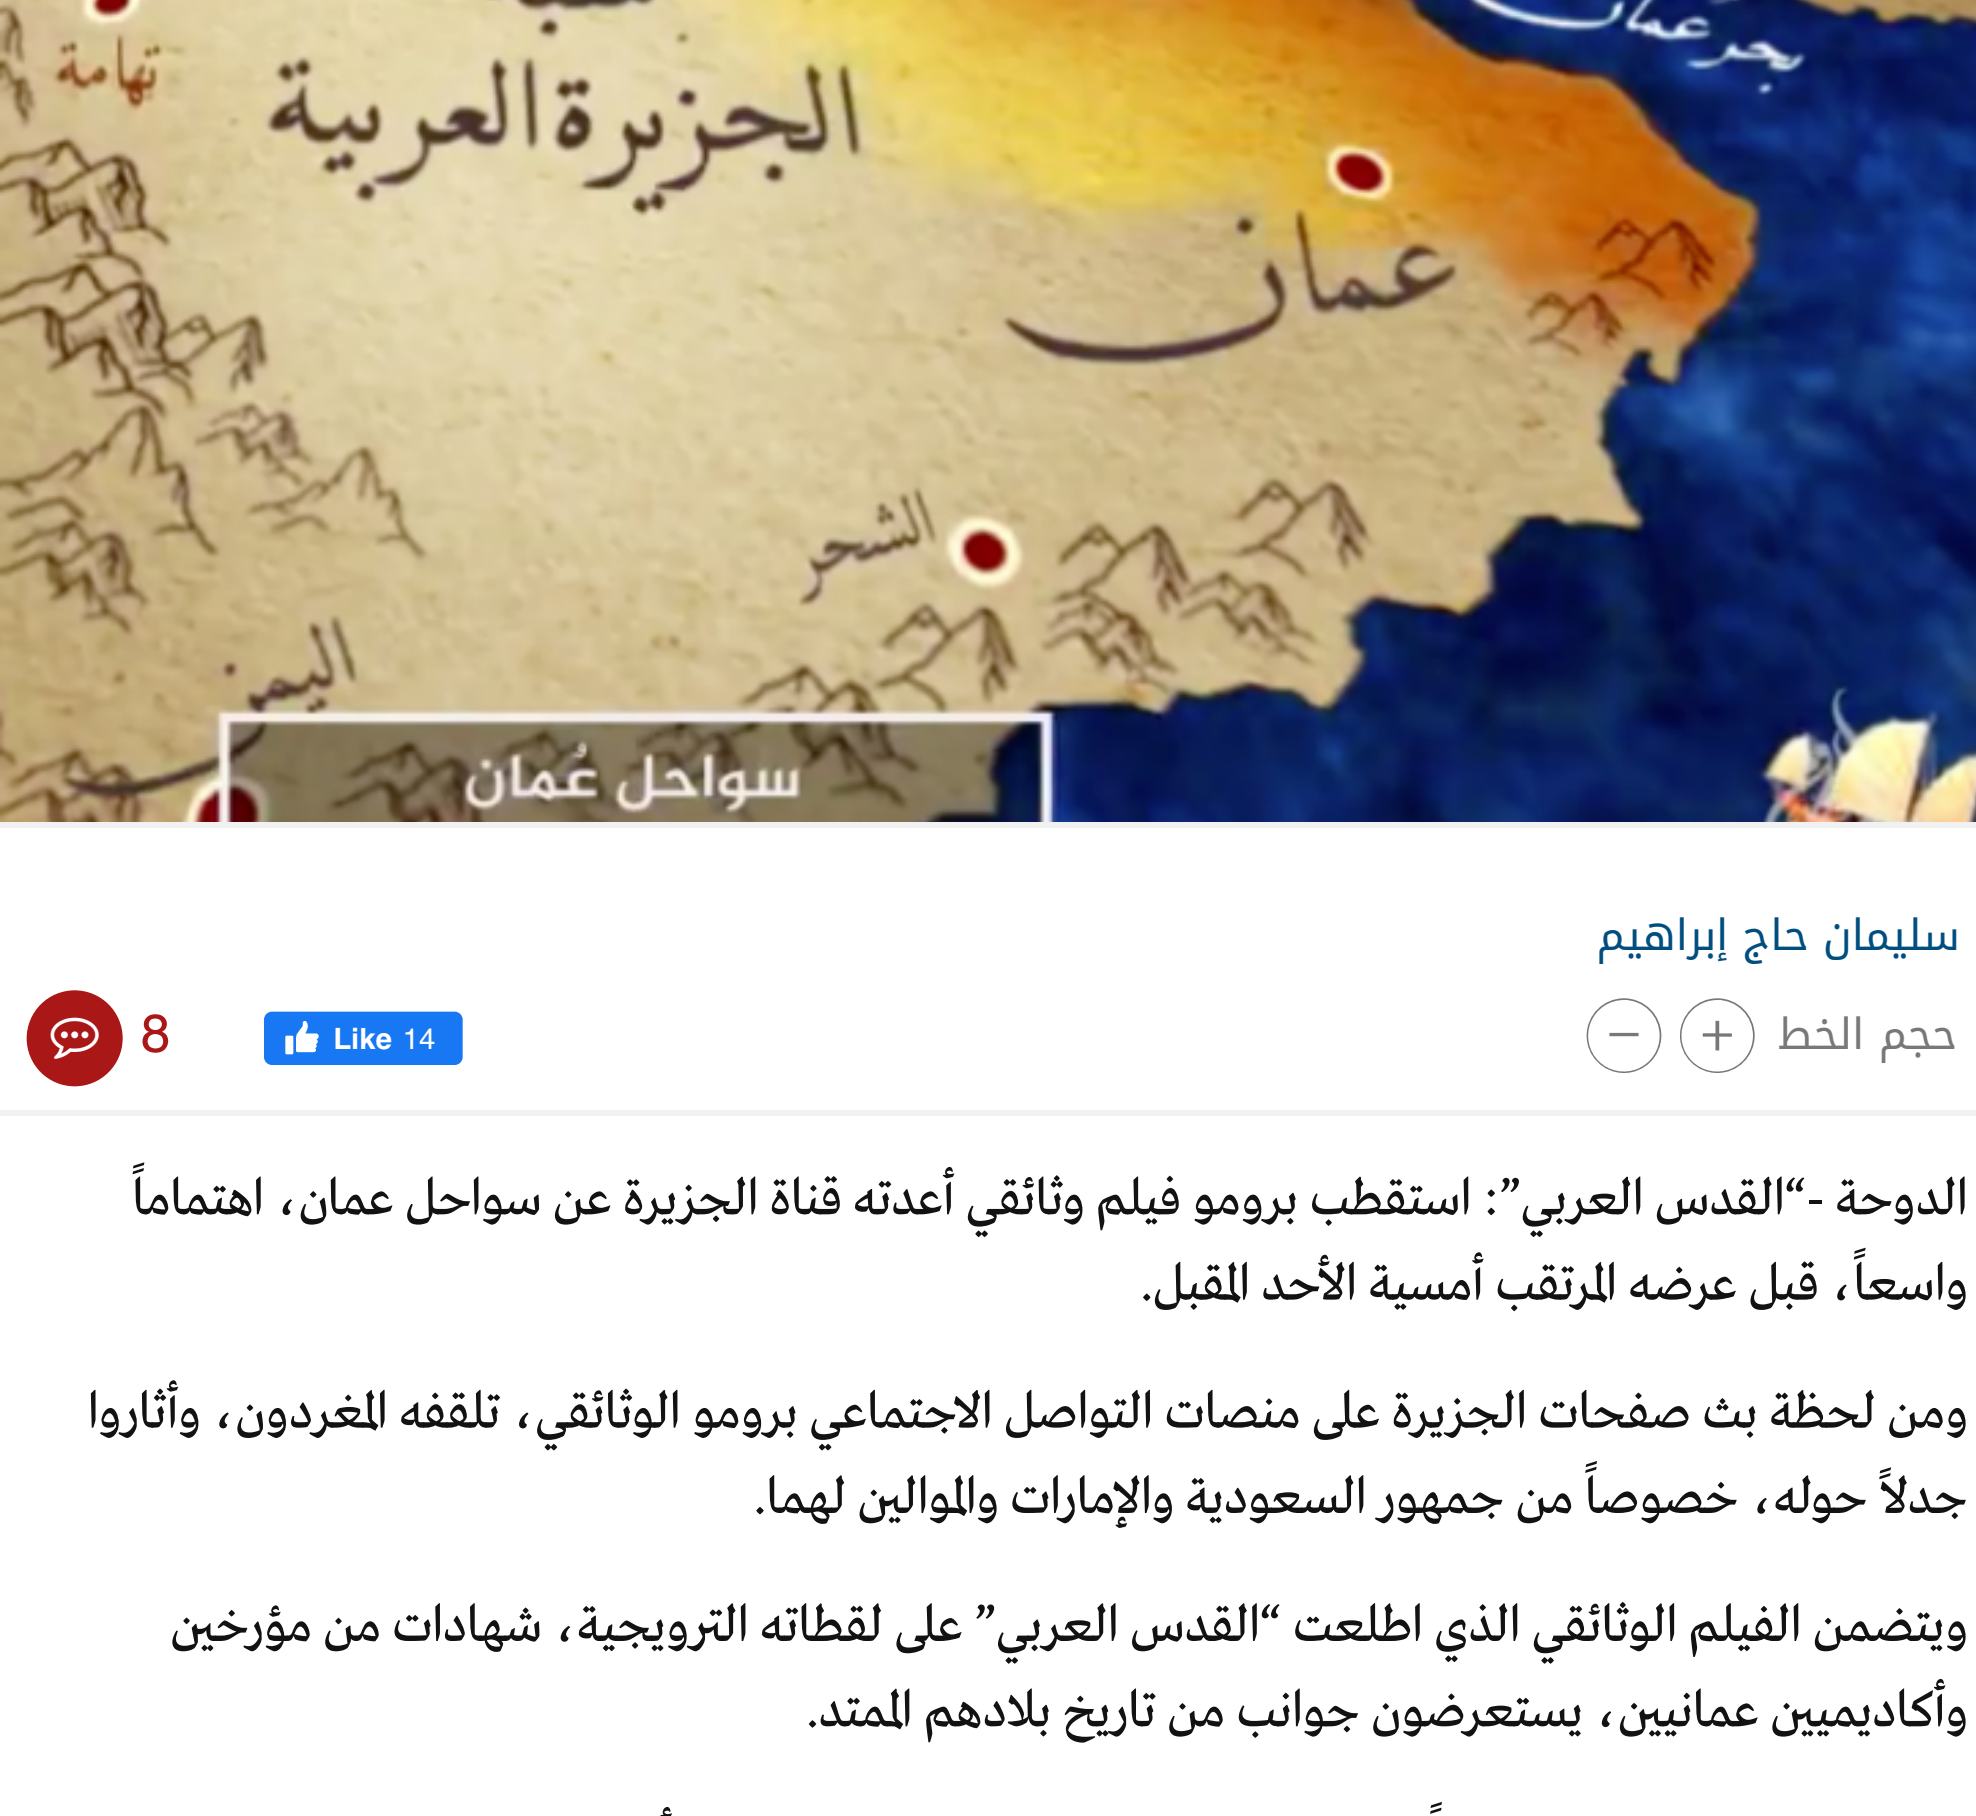 بحر عمان
تهامة
الجزيرة العربية
عمان
الشحر
اليمن
سواحل عُمان
سليمان حاج إبراهيم
حجم الخط + −
Like 14
8
الدوحة -“القدس العربي”: استقطب برومو فيلم وثائقي أعدته قناة الجزيرة عن سواحل عمان، اهتماماً
واسعاً، قبل عرضه المرتقب أمسية الأحد المقبل.
ومن لحظة بث صفحات الجزيرة على منصات التواصل الاجتماعي برومو الوثائقي، تلقفه المغردون، وأثاروا
جدلاً حوله، خصوصاً من جمهور السعودية والإمارات والموالين لهما.
ويتضمن الفيلم الوثائقي الذي اطلعت “القدس العربي” على لقطاته الترويجية، شهادات من مؤرخين
وأكاديميين عمانيين، يستعرضون جوانب من تاريخ بلادهم الممتد.